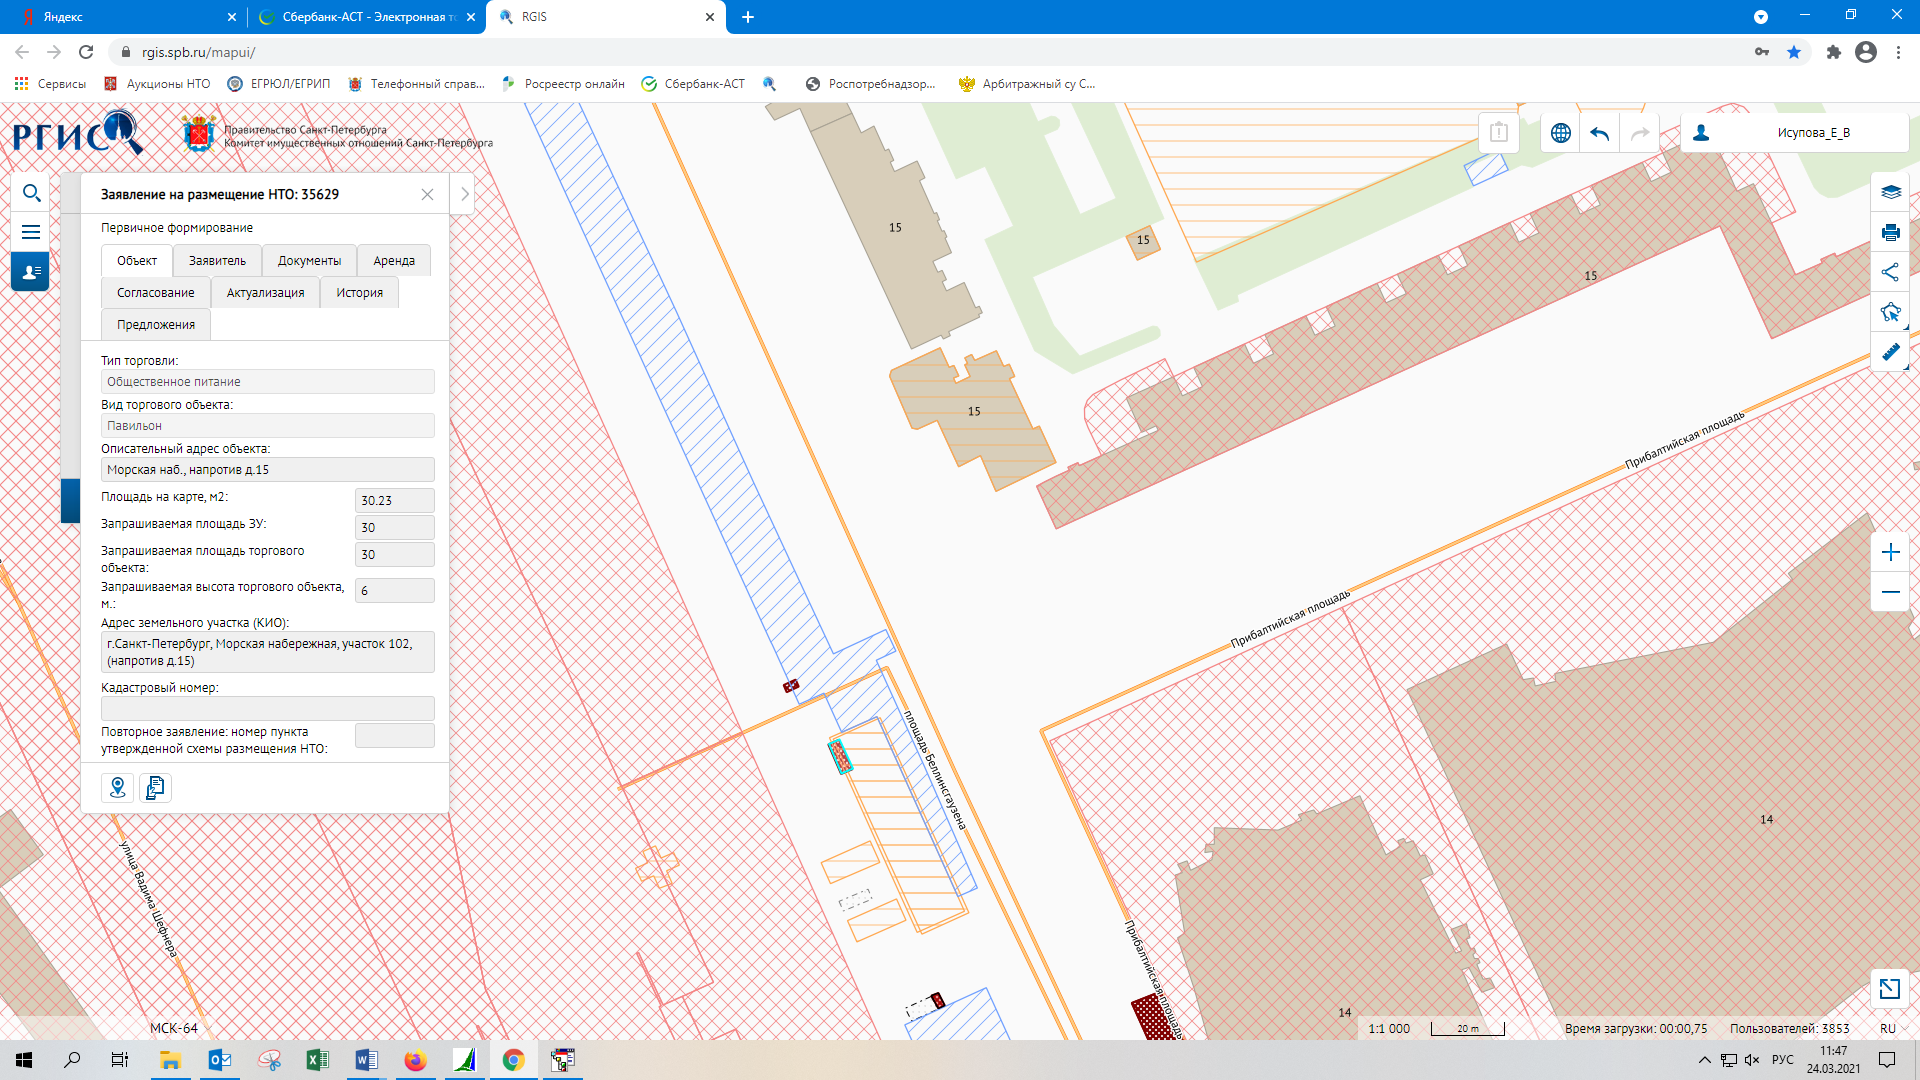 Яндекс
Сбербанк-АСТ - Электронная то
RGIS
rgis.spb.ru/mapui/
Сервисы
Аукционы НТО
ЕГРЮЛ/ЕГРИП
Телефонный справ...
Росреестр онлайн
Сбербанк-АСТ
Роспотребнадзор...
Арбитражный су С...
РГИС
Правительство Санкт-Петербурга
Комитет имущественных отношений Санкт-Петербурга
Исупова_Е_В
Заявление на размещение НТО: 35629
Первичное формирование
Объект
Заявитель
Документы
Аренда
Согласование
Актуализация
История
Предложения
Тип торговли:
Общественное питание
Вид торгового объекта:
Павильон
Описательный адрес объекта:
Морская наб., напротив д.15
Площадь на карте, м2:
30.23
Запрашиваемая площадь ЗУ:
30
Запрашиваемая площадь торгового
объекта:
30
Запрашиваемая высота торгового объекта,
м.:
6
Адрес земельного участка (КИО):
г.Санкт-Петербург, Морская набережная, участок 102,
(напротив д.15)
Кадастровый номер:
Повторное заявление: номер пункта
утвержденной схемы размещения НТО:
15
15
15
15
Прибалтийская площадь
Прибалтийская площадь
площадь Беллинсгаузена
Прибалтийская площадь
улица Вадима Шефнера
14
14
МСК-64
1:1 000
20 m
Время загрузки: 00:00,75
Пользователей: 3853
RU
РУС
11:47
24.03.2021